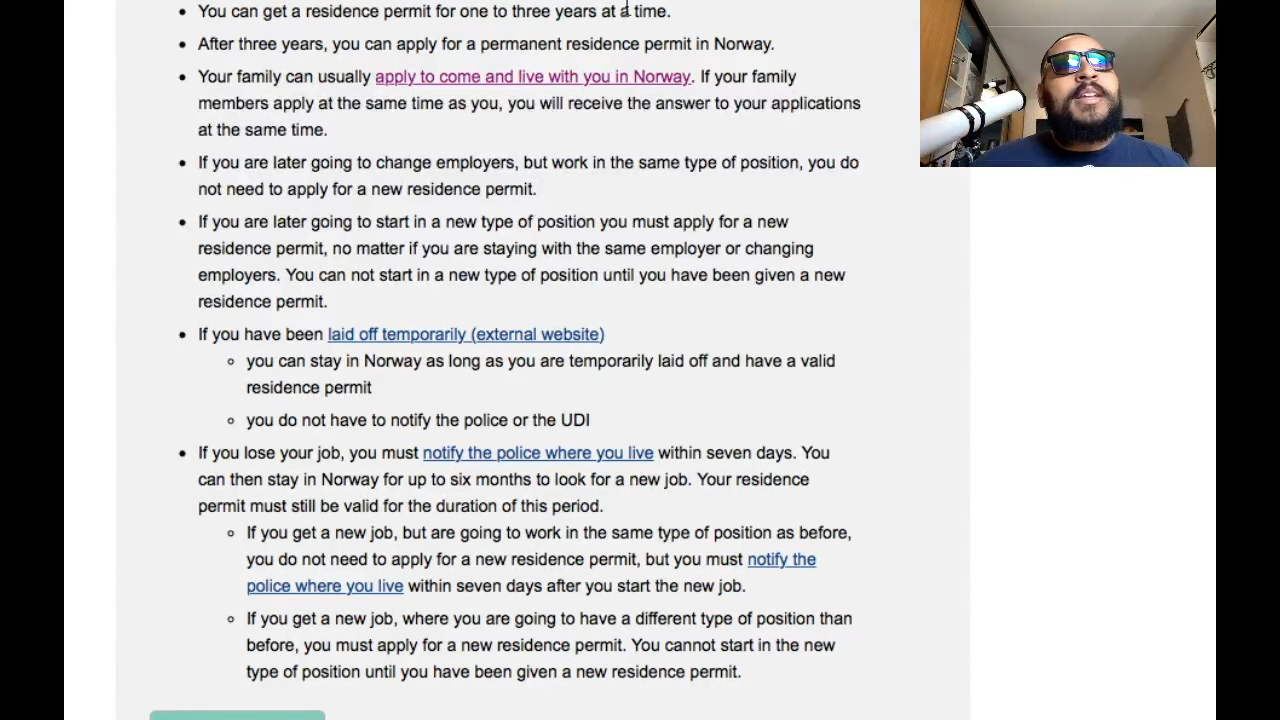 You can get a residence permit for one to three years at a time.
After three years, you can apply for a permanent residence permit in Norway.
Your family can usually apply to come and live with you in Norway. If your family
members apply at the same time as you, you will receive the answer to your applications
at the same time.
If you are later going to change employers, but work in the same type of position, you do
not need to apply for a new residence permit.
If you are later going to start in a new type of position you must apply for a new
residence permit, no matter if you are staying with the same employer or changing
employers. You can not start in a new type of position until you have been given a new
residence permit.
If you have been laid off temporarily (external website)
you can stay in Norway as long as you are temporarily laid off and have a valid
residence permit
you do not have to notify the police or the UDI
If you lose your job, you must notify the police where you live within seven days. You
can then stay in Norway for up to six months to look for a new job. Your residence
permit must still be valid for the duration of this period.
If you get a new job, but are going to work in the same type of position as before,
you do not need to apply for a new residence permit, but you must notify the
police where you live within seven days after you start the new job.
If you get a new job, where you are going to have a different type of position than
before, you must apply for a new residence permit. You cannot start in the new
type of position until you have been given a new residence permit.